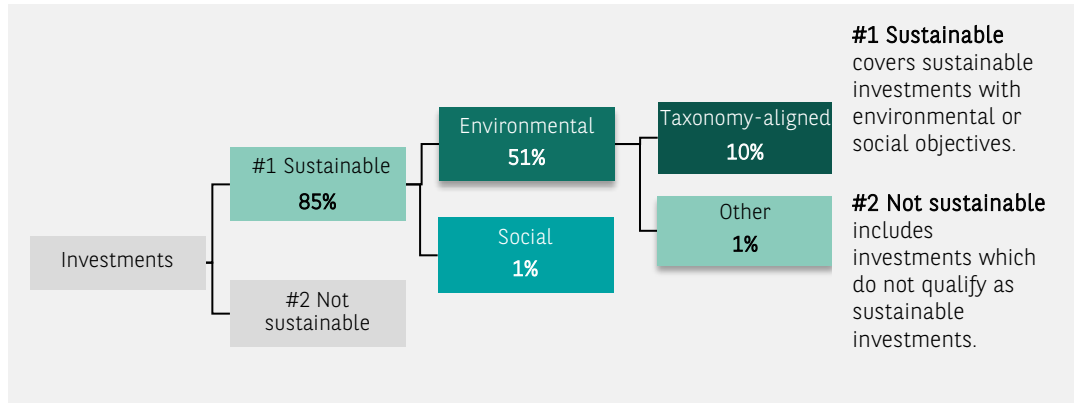 Investments
#1 Sustainable
85%
#2 Not
sustainable
Environmental
51%
Social
1%
Taxonomy-aligned
10%
Other
1%
#1 Sustainable
covers sustainable
investments with
environmental or
social objectives.
#2 Not sustainable
includes
investments which
do not qualify as
sustainable
investments.